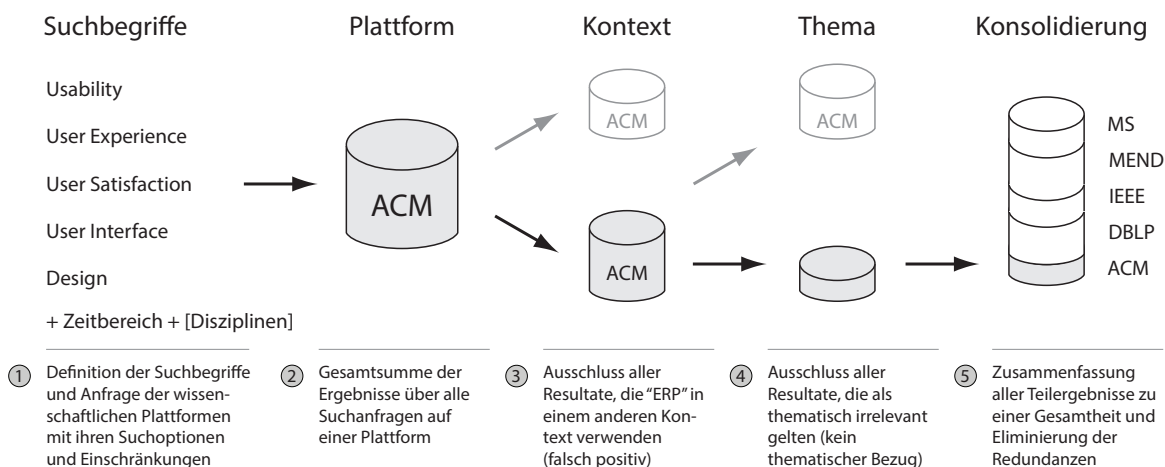 Suchbegriffe
Plattform
Kontext
Thema
Konsolidierung
Usability
User Experience
User Satisfaction
User Interface
Design
+ Zeitbereich + [Disziplinen]
ACM
ACM
ACM
ACM
MS
MEND
IEEE
DBLP
ACM
1
Definition der Suchbegriffe
und Anfrage der wissen-
schaftlichen Plattformen
mit ihren Suchoptionen
und Einschränkungen
2
Gesamtsumme der
Ergebnisse über alle
Suchanfragen auf
einer Plattform
3
Ausschluss aller
Resultate, die “ERP” in
einem anderen Kon-
text verwenden
(falsch positiv)
4
Ausschluss aller
Resultate, die als
thematisch irrelevant
gelten (kein
thematischer Bezug)
5
Zusammenfassung
aller Teilergebnisse zu
einer Gesamtheit und
Eliminierung der
Redundanzen